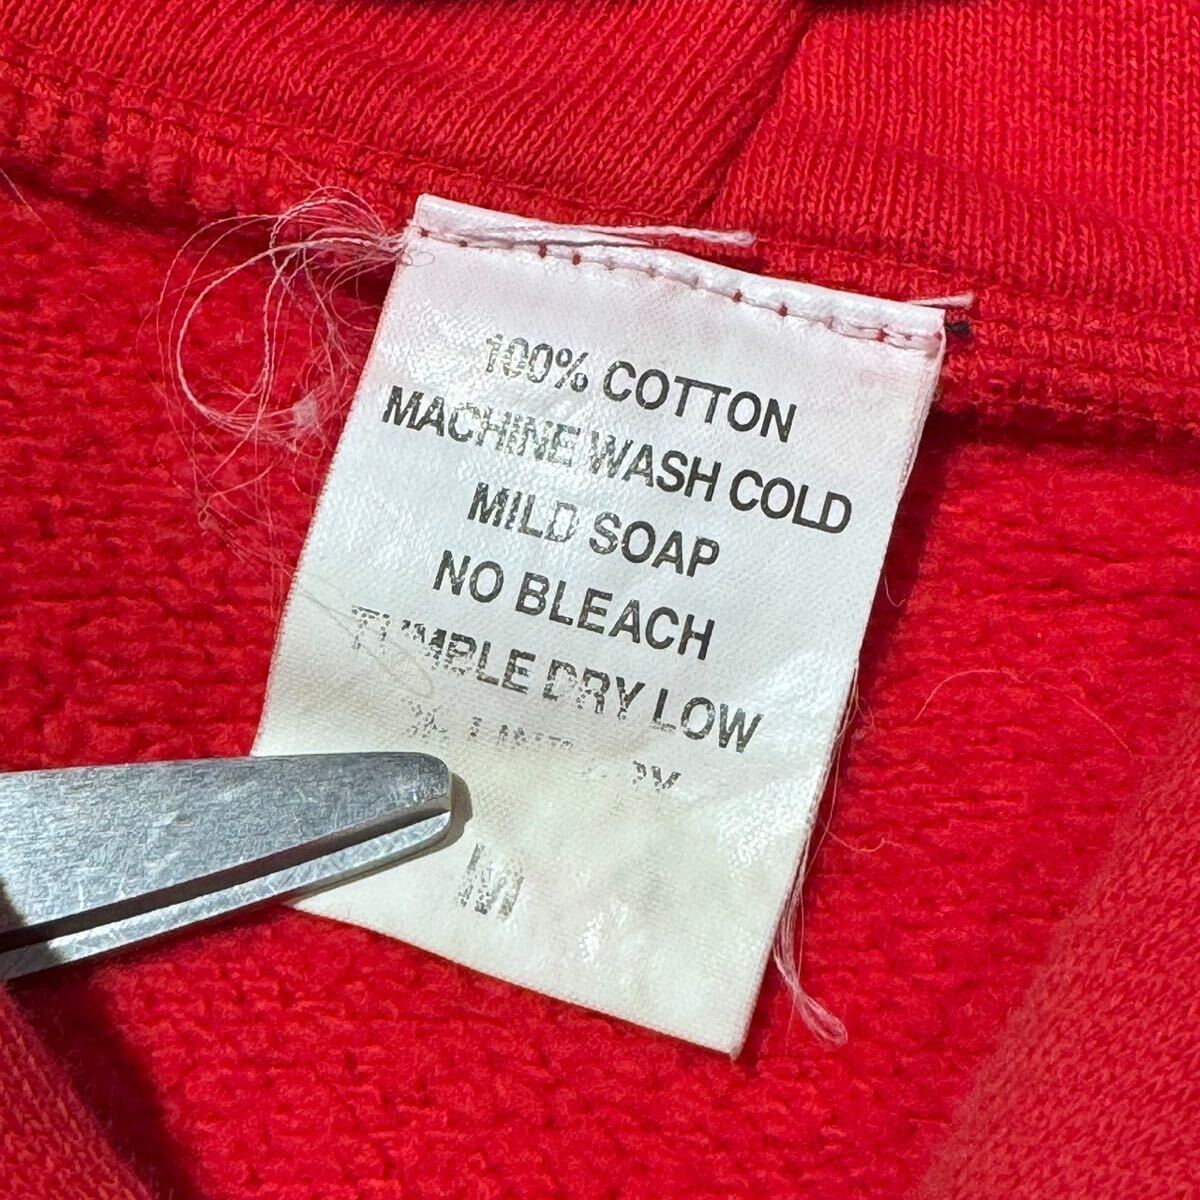 100% COTTON
MACHINE WASH COLD
MILD SOAP
NO BLEACH
TUMBLE DRY LOW
M